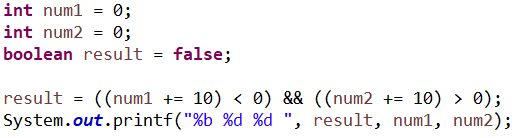 int num1 = 0;
int num2 = 0;
boolean result = false;
result = ((num1 += 10) < 0) && ((num2 += 10) > 0);
System.out.printf("%b %d %d ", result, num1, num2);